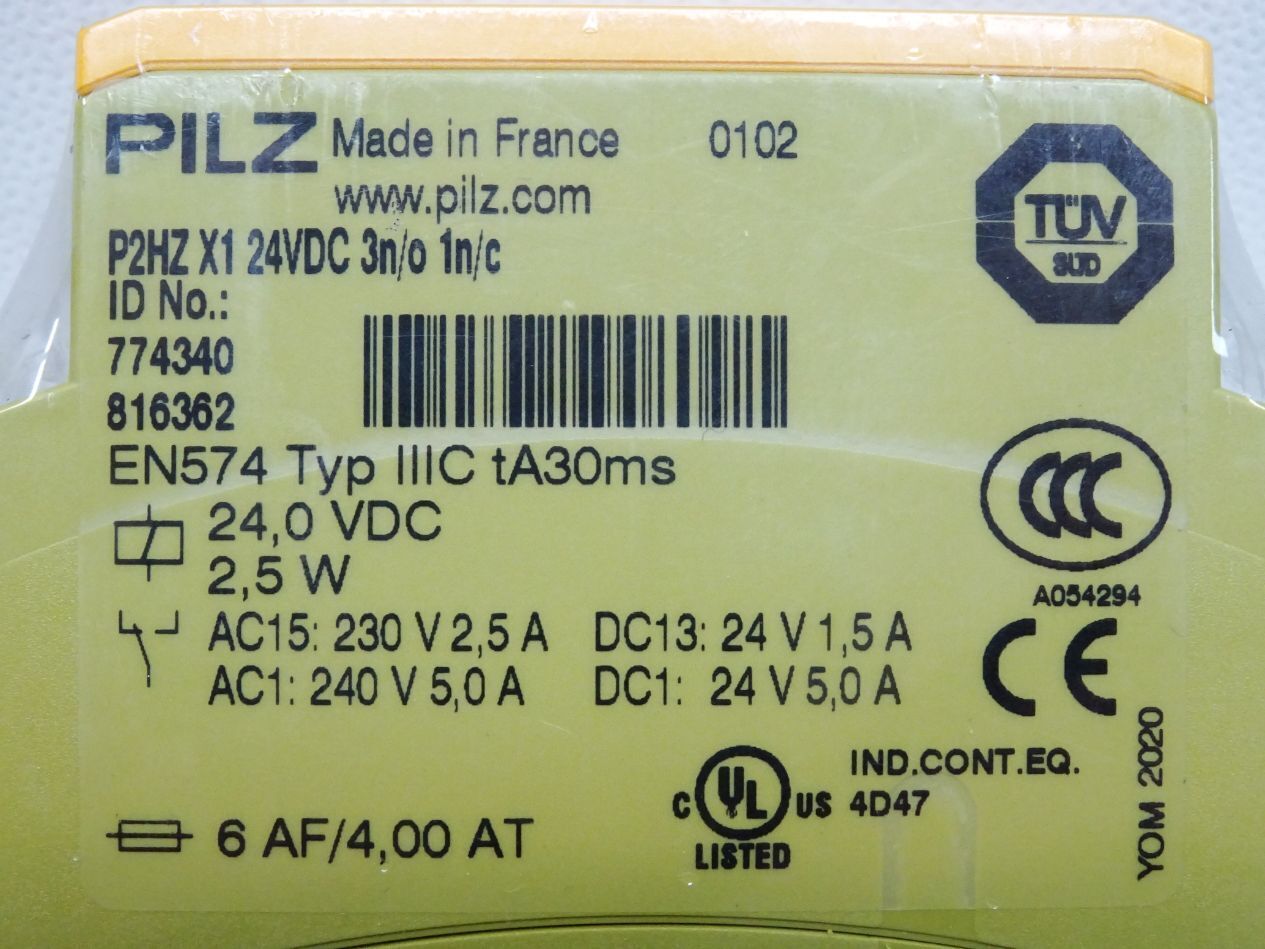 PILZ Made in France 0102
www.pilz.com
TÜV
SÜD
P2HZ X1 24VDC 3n/o 1n/c
ID No.:
774340
816362
EN574 Typ IIIC tA30ms
24,0 VDC
2,5 W
CCC
A054294
AC15: 230 V 2,5 A DC13: 24 V 1,5 A
AC1: 240 V 5,0 A DC1: 24 V 5,0 A
CE
IND.CONT.EQ.
C UL US 4D47
LISTED
6 AF/4,00 AT
YOM 2020